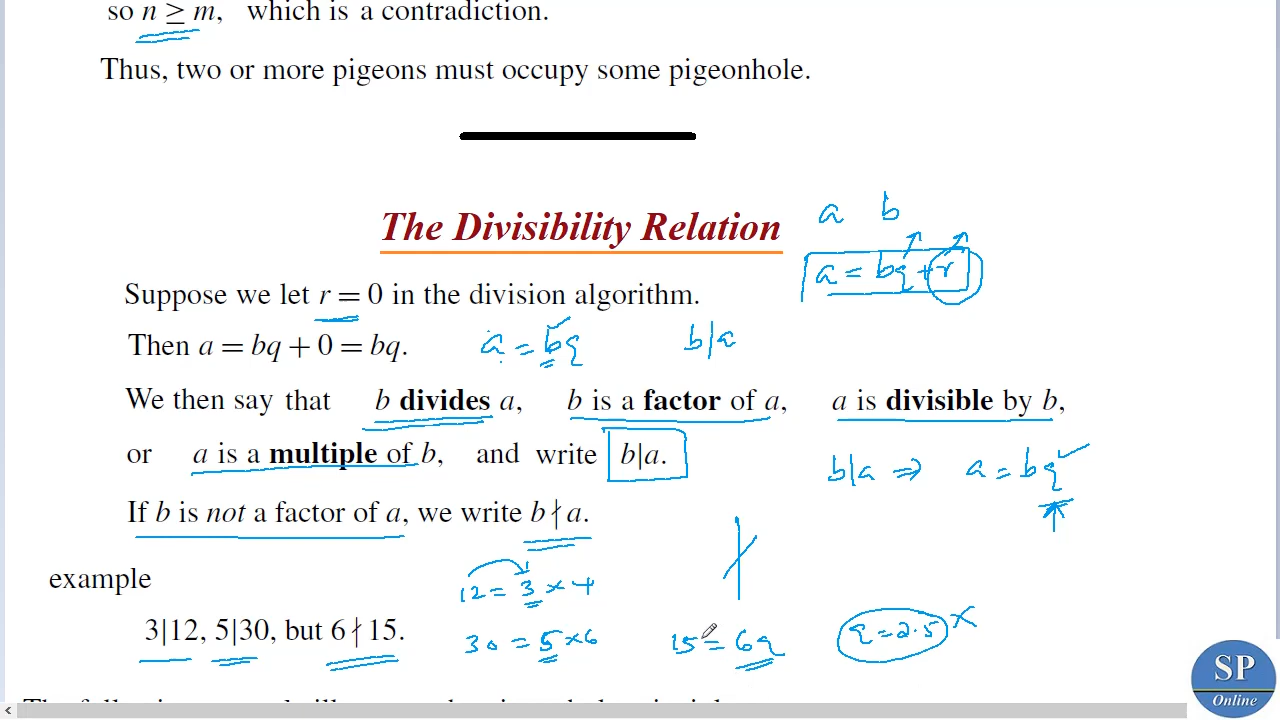 so n ≥ m, which is a contradiction.
Thus, two or more pigeons must occupy some pigeonhole.
The Divisibility Relation
a b
a = bq + r
Suppose we let r = 0 in the division algorithm.
Then a = bq + 0 = bq. a = bq b|a
We then say that b divides a, b is a factor of a, a is divisible by b,
or a is a multiple of b, and write b|a. b|a ⇒ a = bq
If b is not a factor of a, we write b ∤ a.
example 12 = 3 × 4
3|12, 5|30, but 6 ∤ 15. 30 = 5 × 6 15 = 6q q = 2.5 ×
SP
Online